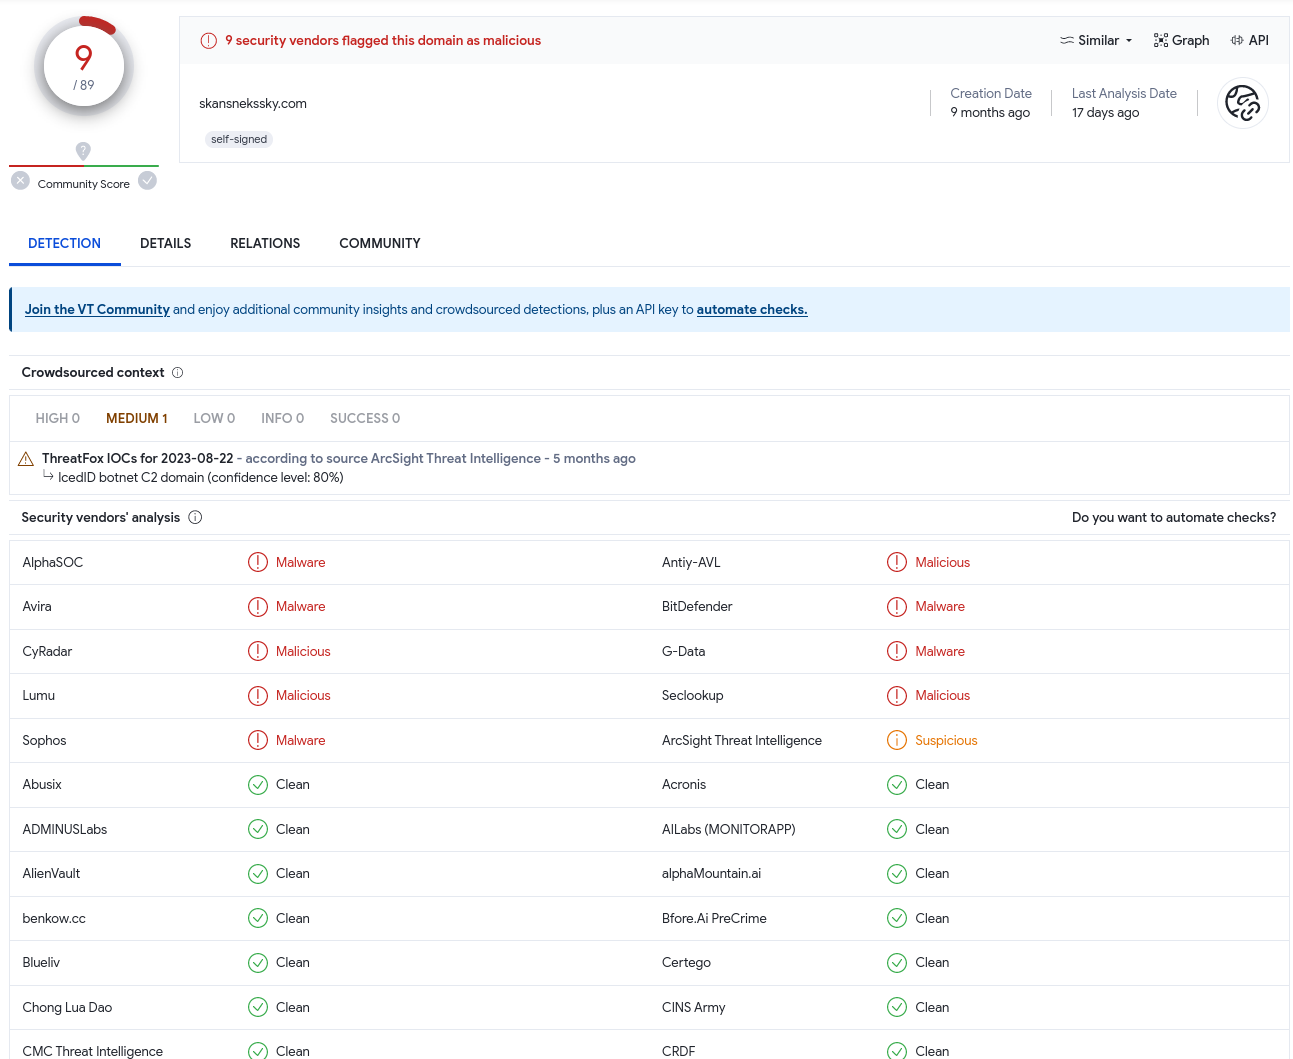 9
/ 89
Community Score
9 security vendors flagged this domain as malicious
Similar
Graph
API
skansnekssky.com
self-signed
Creation Date
9 months ago
Last Analysis Date
17 days ago
DETECTION DETAILS RELATIONS COMMUNITY
Join the VT Community and enjoy additional community insights and crowdsourced detections, plus an API key to automate checks.
Crowdsourced context
HIGH 0 MEDIUM 1 LOW 0 INFO 0 SUCCESS 0
ThreatFox IOCs for 2023-08-22 - according to source ArcSight Threat Intelligence - 5 months ago
IcedID botnet C2 domain (confidence level: 80%)
Security vendors' analysis Do you want to automate checks?
AlphaSOC Malware Antiy-AVL Malicious
Avira Malware BitDefender Malware
CyRadar Malicious G-Data Malware
Lumu Malicious Seclookup Malicious
Sophos Malware ArcSight Threat Intelligence Suspicious
Abusix Clean Acronis Clean
ADMINUSLabs Clean AILabs (MONITORAPP) Clean
AlienVault Clean alphaMountain.ai Clean
benkow.cc Clean Bfore.Ai PreCrime Clean
Blueliv Clean Certego Clean
Chong Lua Dao Clean CINS Army Clean
CMC Threat Intelligence Clean CRDF Clean